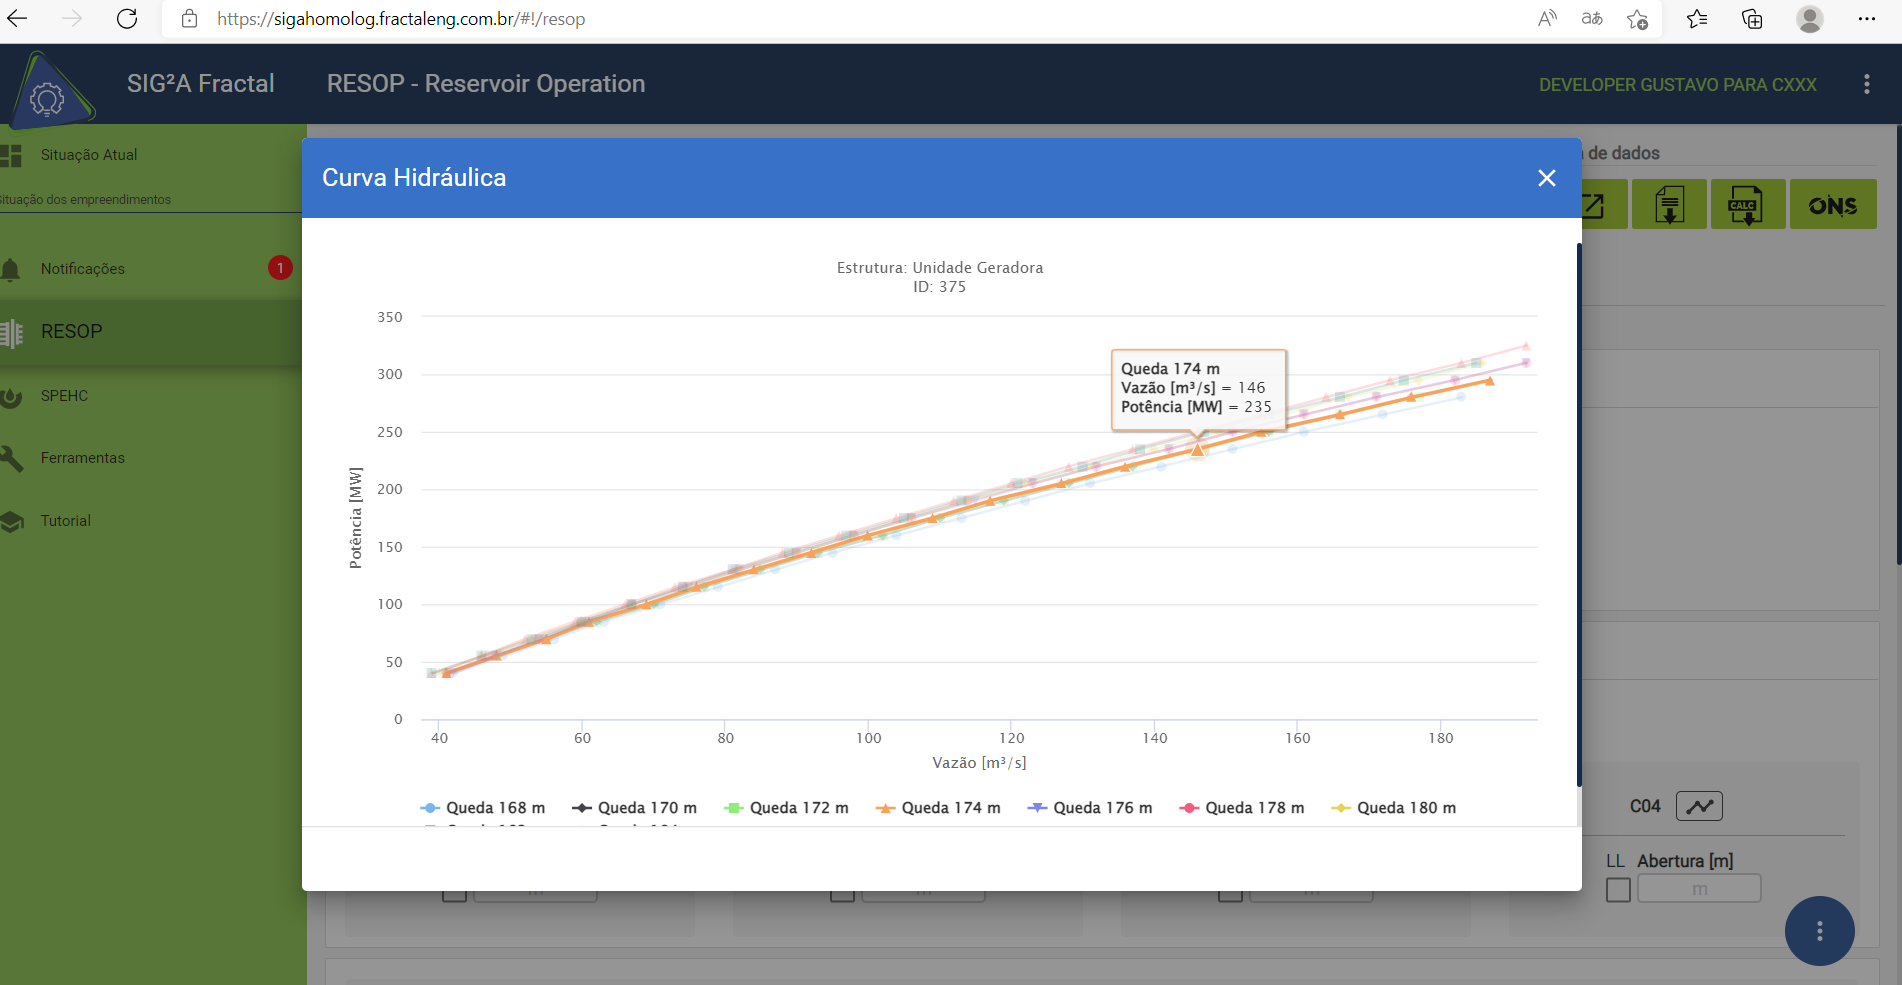 https://sigahomolog.fractaleng.com.br/#!/resop
SIG²A Fractal
RESOP - Reservoir Operation
DEVELOPER GUSTAVO PARA CXXX
Situação Atual
Situação dos empreendimentos
Notificações
1
RESOP
SPEHC
Ferramentas
Tutorial
de dados
CALC
ONS
Curva Hidráulica
Estrutura: Unidade Geradora
ID: 375
350
300
250
200
150
100
50
0
Potência [MW]
Queda 174 m
Vazão [m³/s] = 146
Potência [MW] = 235
40 60 80 100 120 140 160 180
Vazão [m³/s]
Queda 168 m Queda 170 m Queda 172 m Queda 174 m Queda 176 m Queda 178 m Queda 180 m
C04
LL Abertura [m]
m m m m